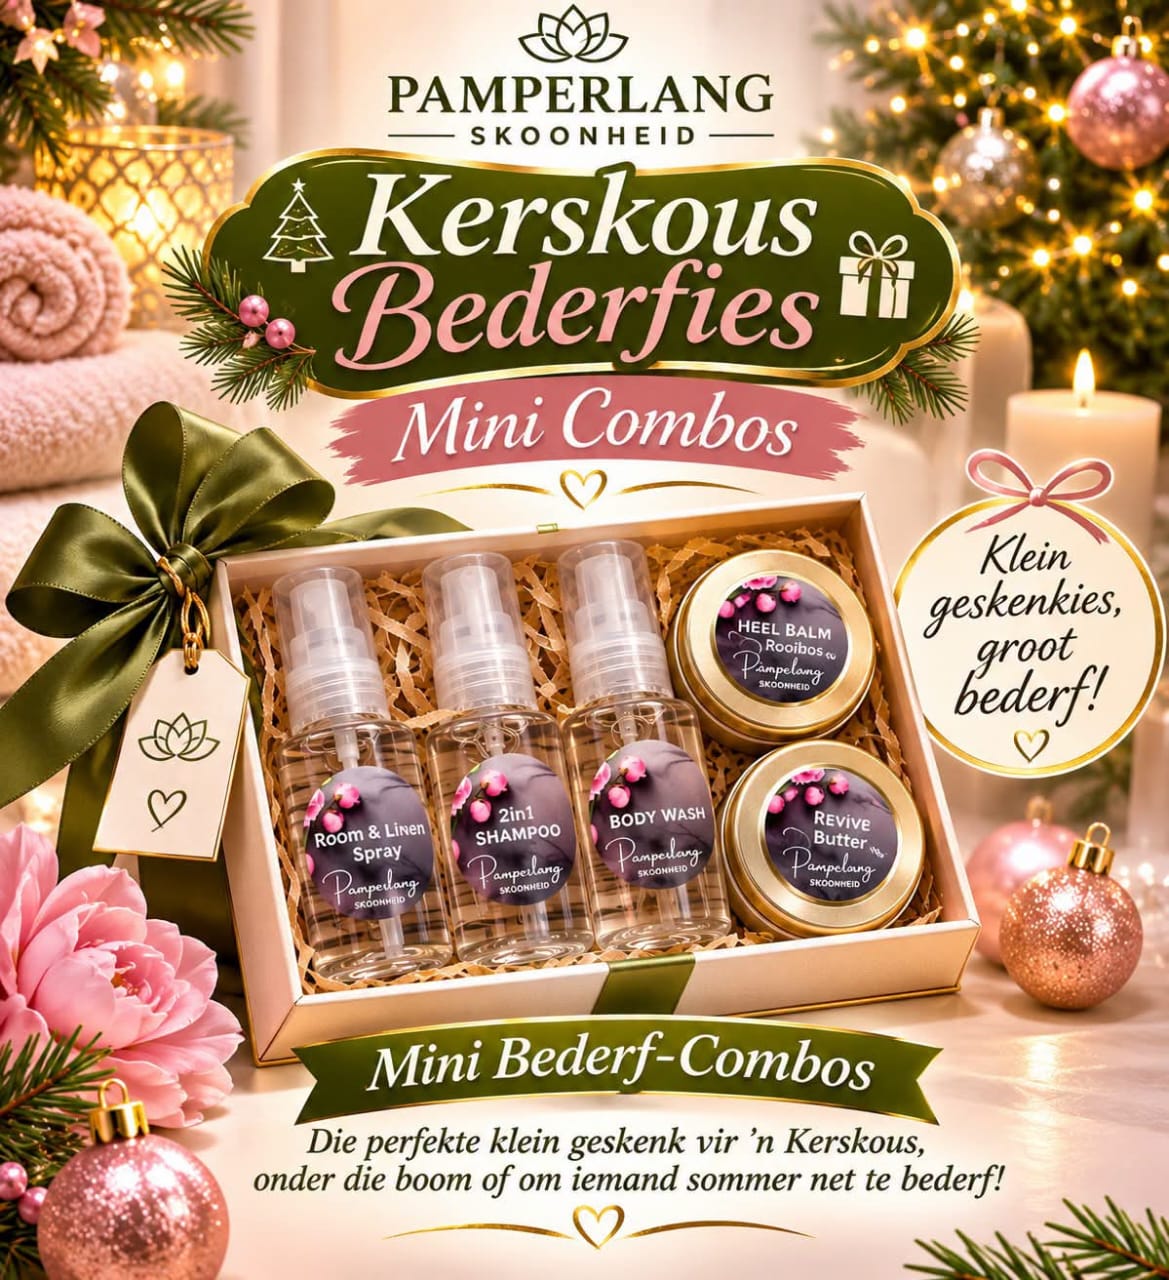 PAMPERLANG
SKOONHEID
Kerskous
Bederfies
Mini Combos
Klein
geskenkies,
groot
bederf!
HEEL BALM
Rooibos
Pampelang
SKOONHEID
Room & Linen
Spray
Pamperlang
SKOONHEID
2in1
SHAMPOO
Pamperlang
SKOONHEID
BODY WASH
Pamperlang
SKOONHEID
REViVE
Butter
Pampelang
SKOONHEID
Mini Bederf-Combos
Die perfekte klein geskenk vir 'n Kerskous,
onder die boom of om iemand sommer net te bederf!